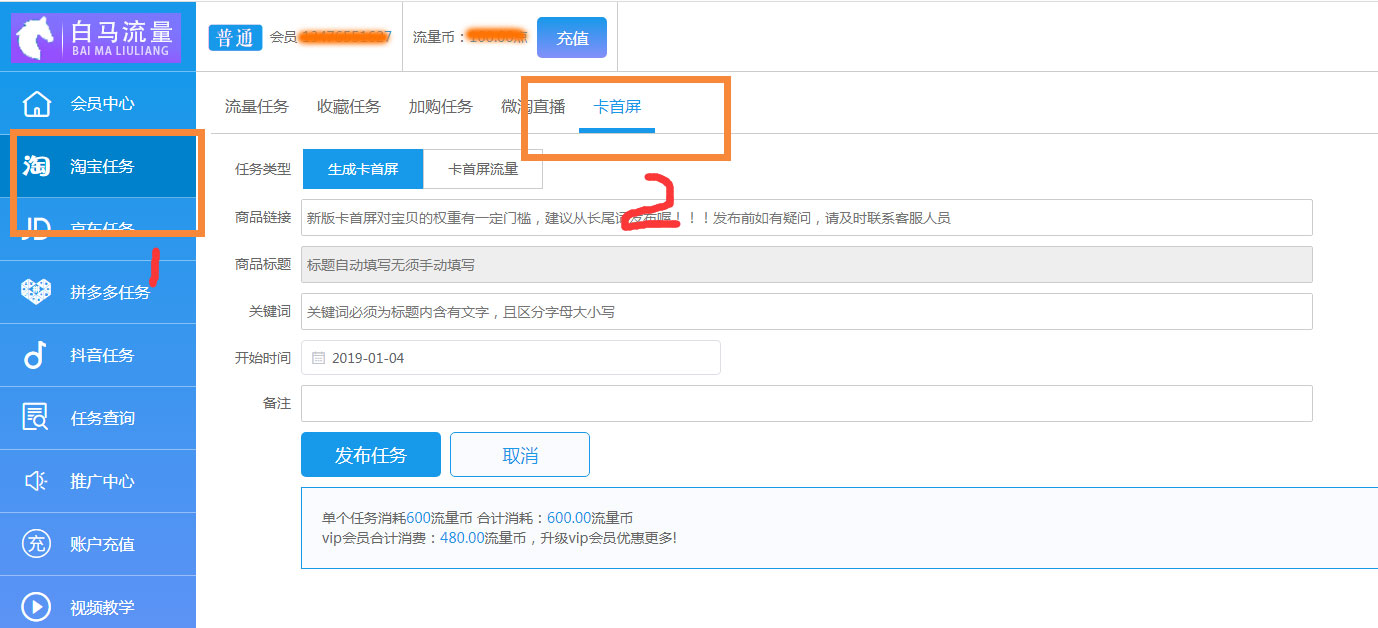 白马流量
BAI MA LIULIANG
普通 会员
流量币： 充值
会员中心
淘宝任务
京东任务
拼多多任务
抖音任务
任务查询
推广中心
充 账户充值
视频教学
流量任务 收藏任务 加购任务 微淘直播 卡首屏
任务类型 生成卡首屏 卡首屏流量
商品链接 新版卡首屏对宝贝的权重有一定门槛，建议从长尾词发布喔！！！发布前如有疑问，请及时联系客服人员
商品标题 标题自动填写无须手动填写
关键词 关键词必须为标题内含有文字，且区分字母大小写
开始时间 2019-01-04
备注
发布任务 取消
单个任务消耗600流量币 合计消耗：600.00流量币
vip会员合计消费：480.00流量币，升级vip会员优惠更多!
1
2